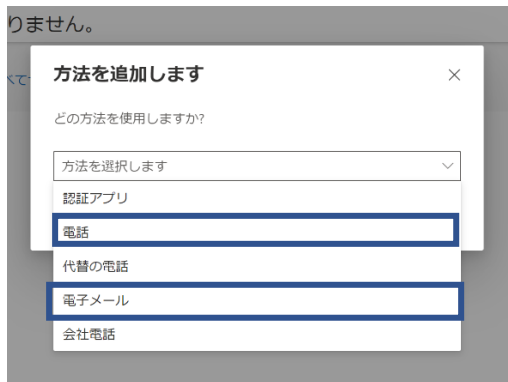 りません。
べて
方法を追加します
どの方法を使用しますか?
方法を選択します
認証アプリ
電話
代替の電話
電子メール
会社電話